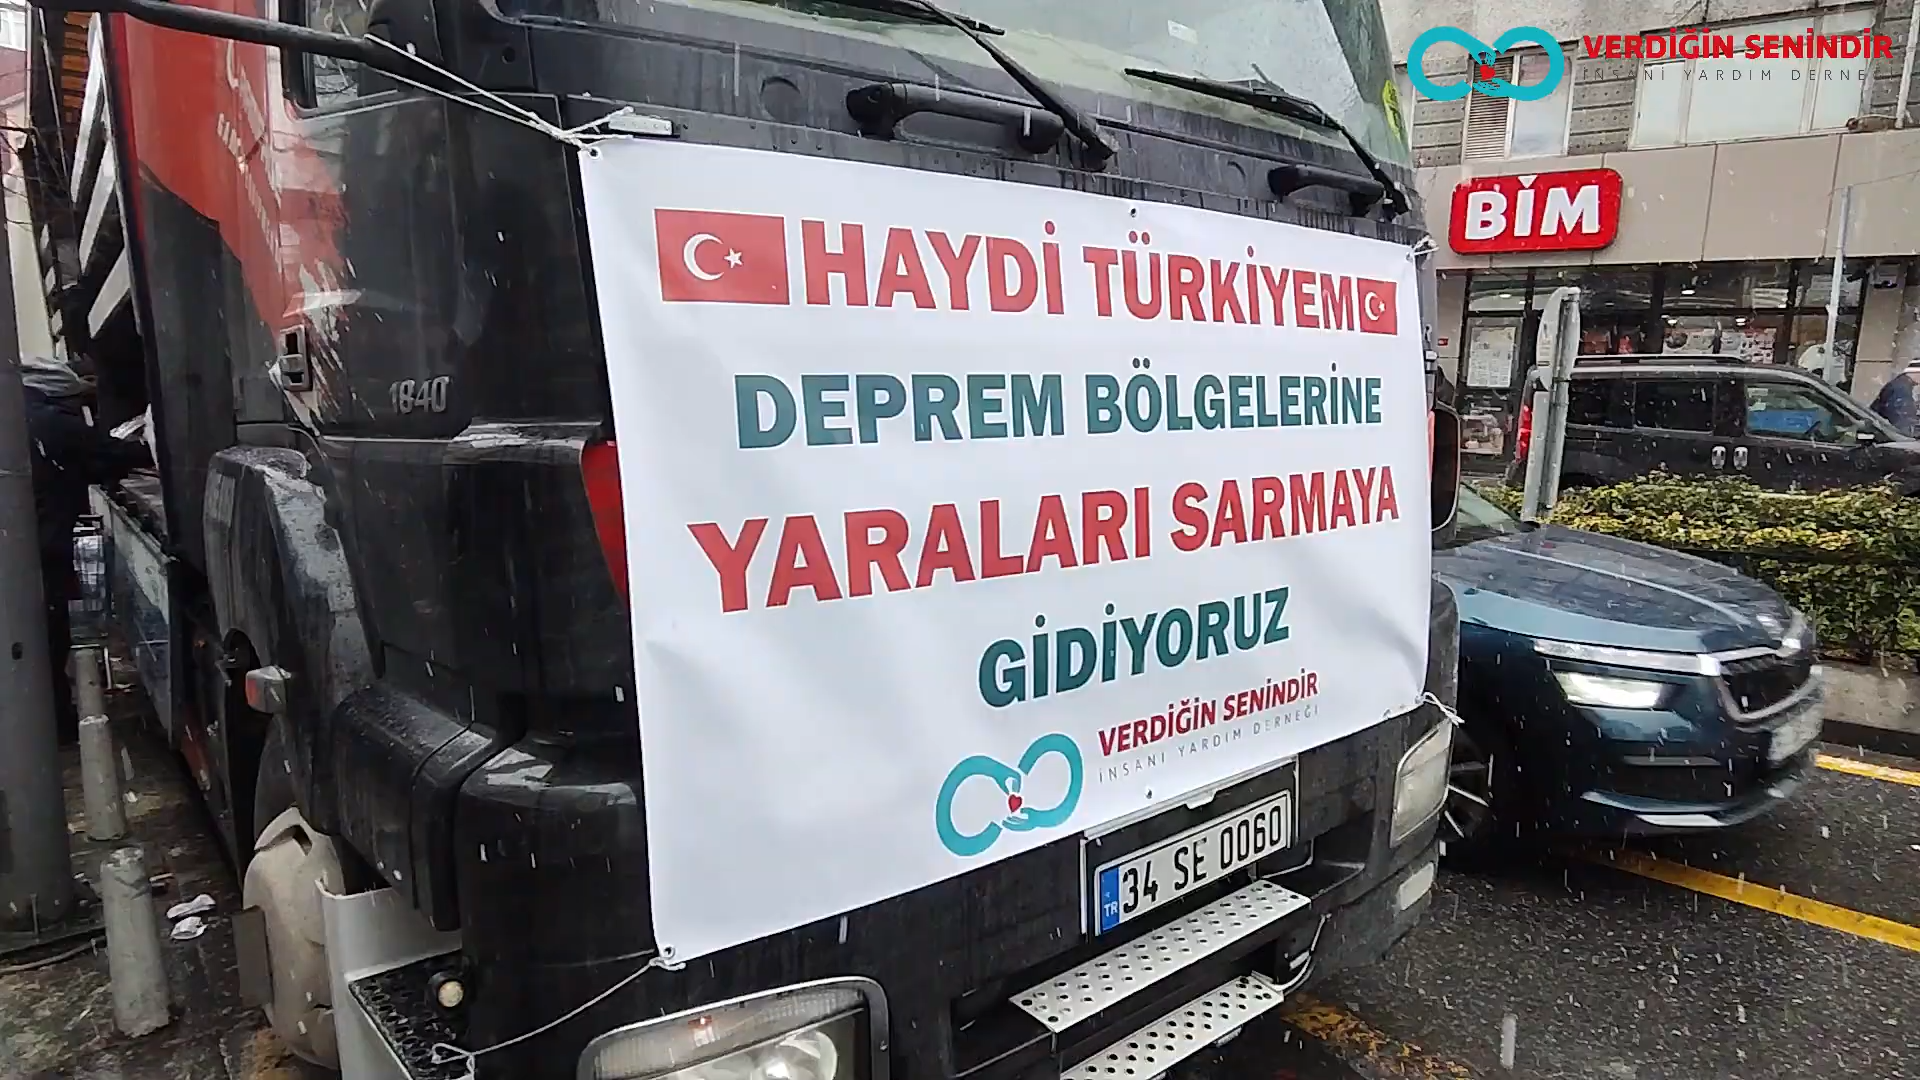 VERDİĞİN SENİNDİR
İNSANİ YARDIM DERNEĞİ
BİM
HAYDİ TÜRKİYEM
DEPREM BÖLGELERİNE
YARALARI SARMAYA
GİDİYORUZ
VERDİĞİN SENİNDİR
İNSANİ YARDIM DERNEĞİ
1840
TR 34 SE 0060